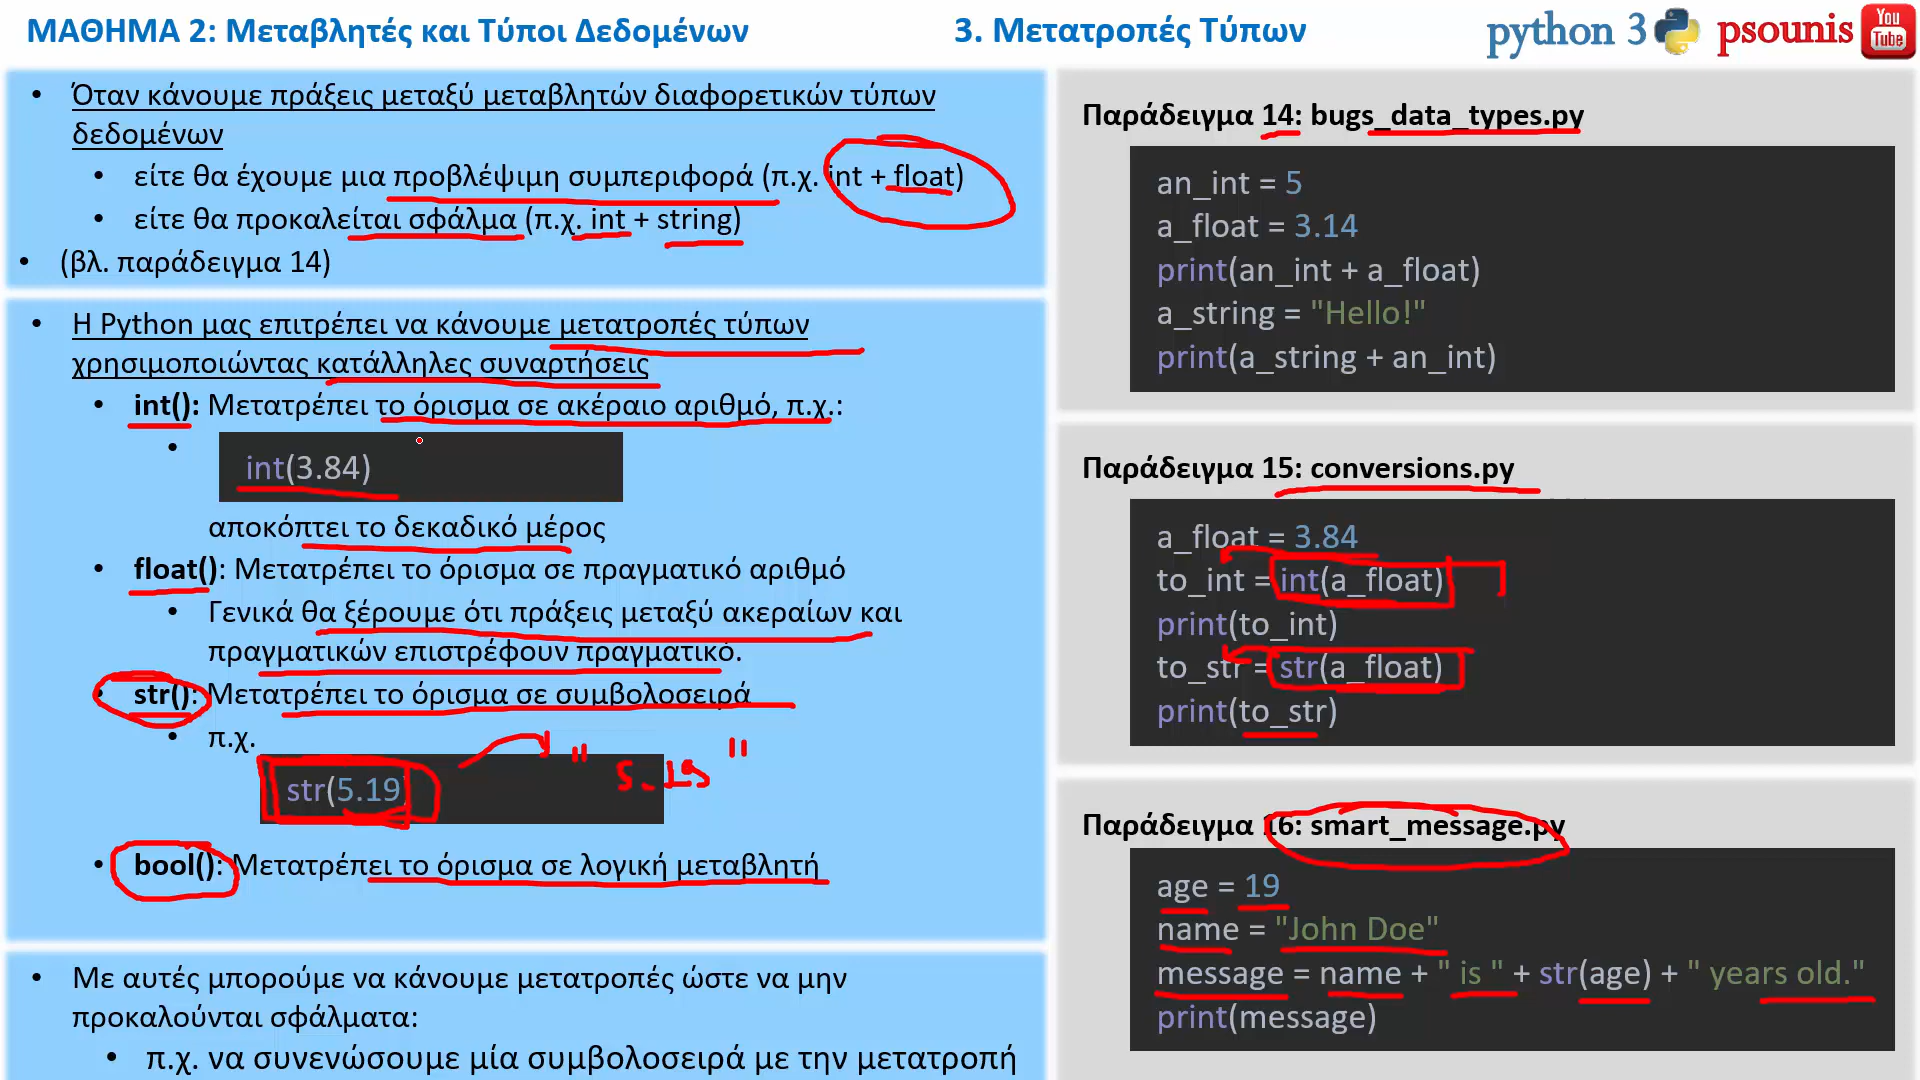 ΜΑΘΗΜΑ 2: Μεταβλητές και Τύποι Δεδομένων
3. Μετατροπές Τύπων
python 3
psounis
You
Tube
• Όταν κάνουμε πράξεις μεταξύ μεταβλητών διαφορετικών τύπων
δεδομένων
• είτε θα έχουμε μια προβλέψιμη συμπεριφορά (π.χ. int + float)
• είτε θα προκαλείται σφάλμα (π.χ. int + string)
• (βλ. παράδειγμα 14)
• Η Python μας επιτρέπει να κάνουμε μετατροπές τύπων
χρησιμοποιώντας κατάλληλες συναρτήσεις
• int(): Μετατρέπει το όρισμα σε ακέραιο αριθμό, π.χ.:
• int(3.84)
αποκόπτει το δεκαδικό μέρος
• float(): Μετατρέπει το όρισμα σε πραγματικό αριθμό
• Γενικά θα ξέρουμε ότι πράξεις μεταξύ ακεραίων και
πραγματικών επιστρέφουν πραγματικό.
• str(): Μετατρέπει το όρισμα σε συμβολοσειρά
• π.χ.
str(5.19)
" 5.19 "
• bool(): Μετατρέπει το όρισμα σε λογική μεταβλητή
• Με αυτές μπορούμε να κάνουμε μετατροπές ώστε να μην
προκαλούνται σφάλματα:
• π.χ. να συνενώσουμε μία συμβολοσειρά με την μετατροπή
Παράδειγμα 14: bugs_data_types.py
an_int = 5
a_float = 3.14
print(an_int + a_float)
a_string = "Hello!"
print(a_string + an_int)
Παράδειγμα 15: conversions.py
a_float = 3.84
to_int = int(a_float)
print(to_int)
to_str = str(a_float)
print(to_str)
Παράδειγμα 16: smart_message.py
age = 19
name = "John Doe"
message = name + " is " + str(age) + " years old."
print(message)